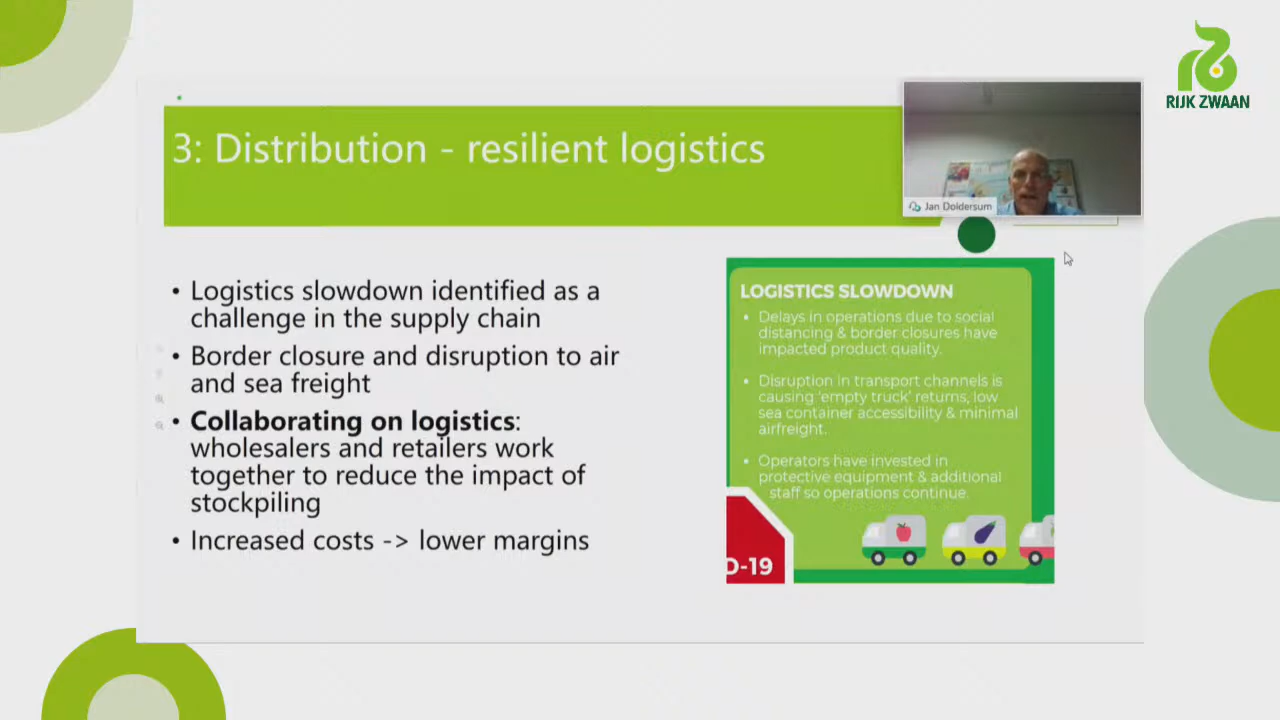 RIJK ZWAAN
3: Distribution - resilient logistics
Jan Doldersum
• Logistics slowdown identified as a
challenge in the supply chain
• Border closure and disruption to air
and sea freight
• Collaborating on logistics:
wholesalers and retailers work
together to reduce the impact of
stockpiling
• Increased costs -> lower margins
LOGISTICS SLOWDOWN
• Delays in operations due to social
distancing & border closures have
impacted product quality.
• Disruption in transport channels is
causing 'empty truck' returns, low
sea container accessibility & minimal
airfreight.
• Operators have invested in
protective equipment & additional
staff so operations continue.
D-19